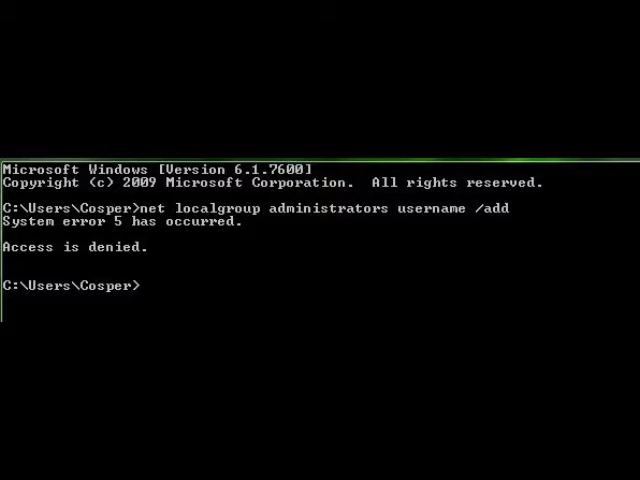 Microsoft Windows [Version 6.1.7600]
Copyright (c) 2009 Microsoft Corporation.  All rights reserved.
C:\Users\Cosper>net localgroup administrators username /add
System error 5 has occurred.
Access is denied.
C:\Users\Cosper>